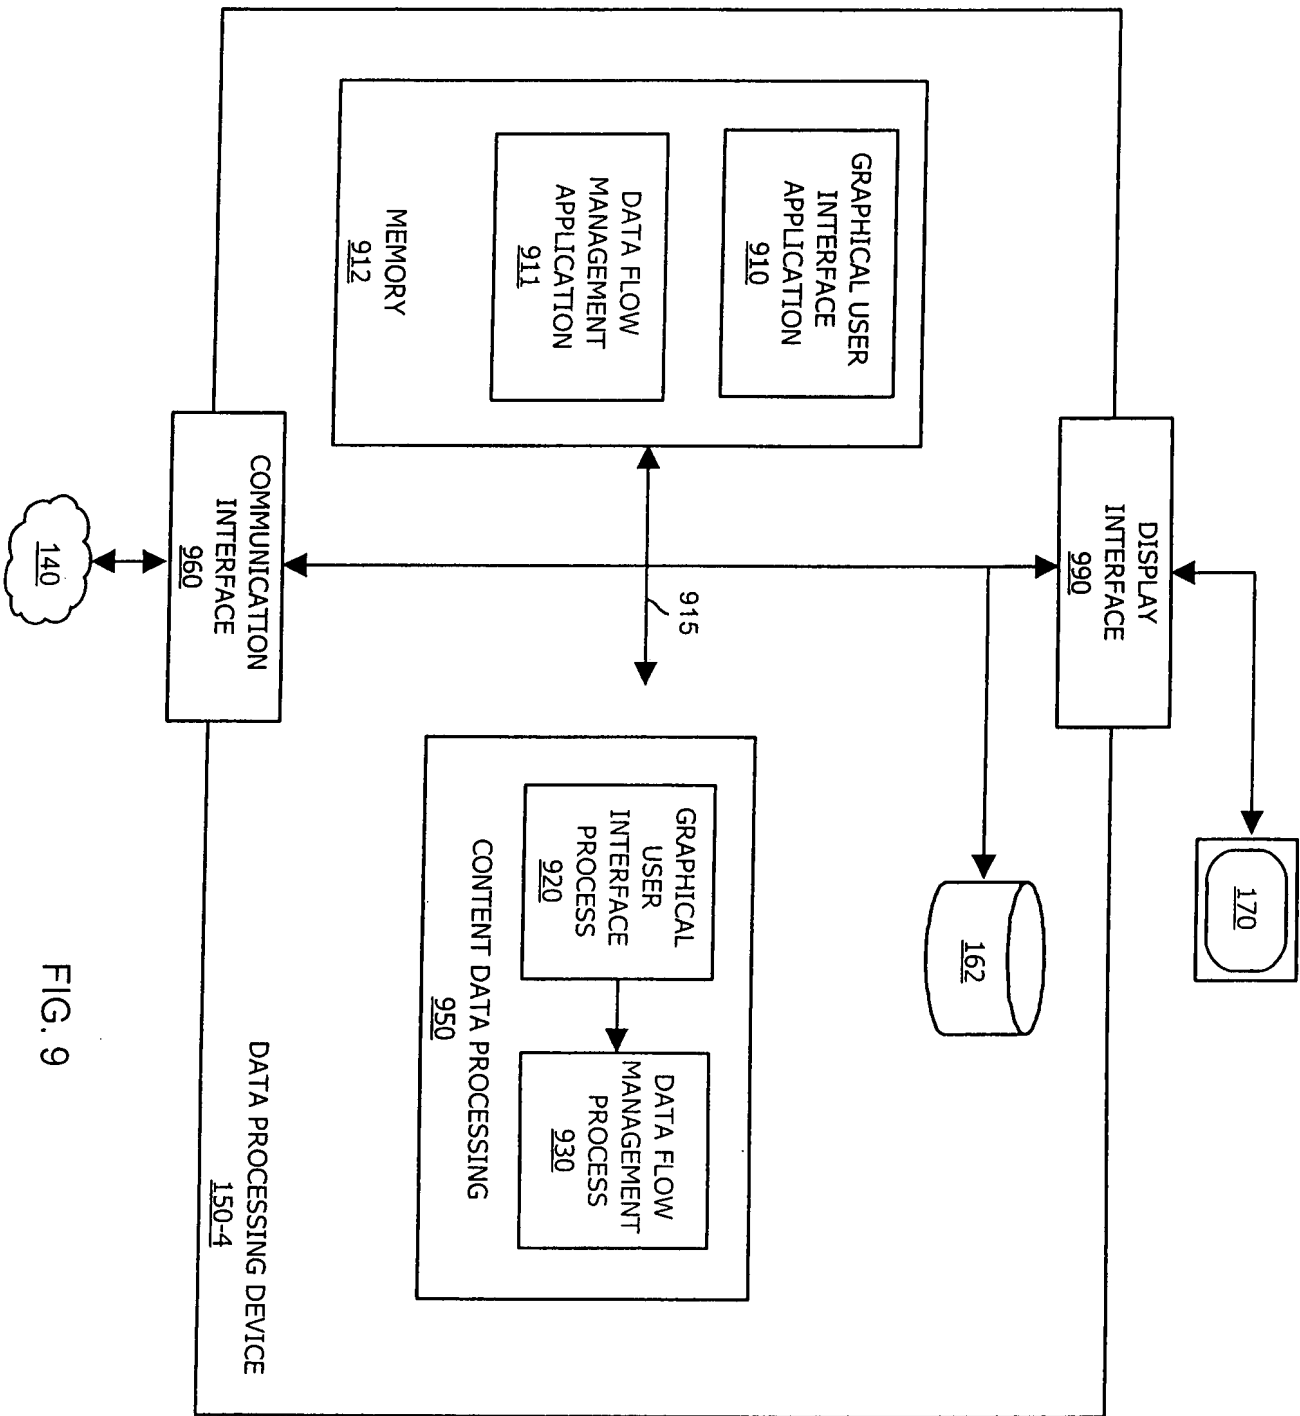 170
DISPLAY
INTERFACE
990
GRAPHICAL USER
INTERFACE
APPLICATION
910
DATA FLOW
MANAGEMENT
APPLICATION
911
MEMORY
912
915
162
GRAPHICAL
USER
INTERFACE
PROCESS
920
DATA FLOW
MANAGEMENT
PROCESS
930
CONTENT DATA PROCESSING
950
COMMUNICATION
INTERFACE
960
140
DATA PROCESSING DEVICE
150-4
FIG. 9